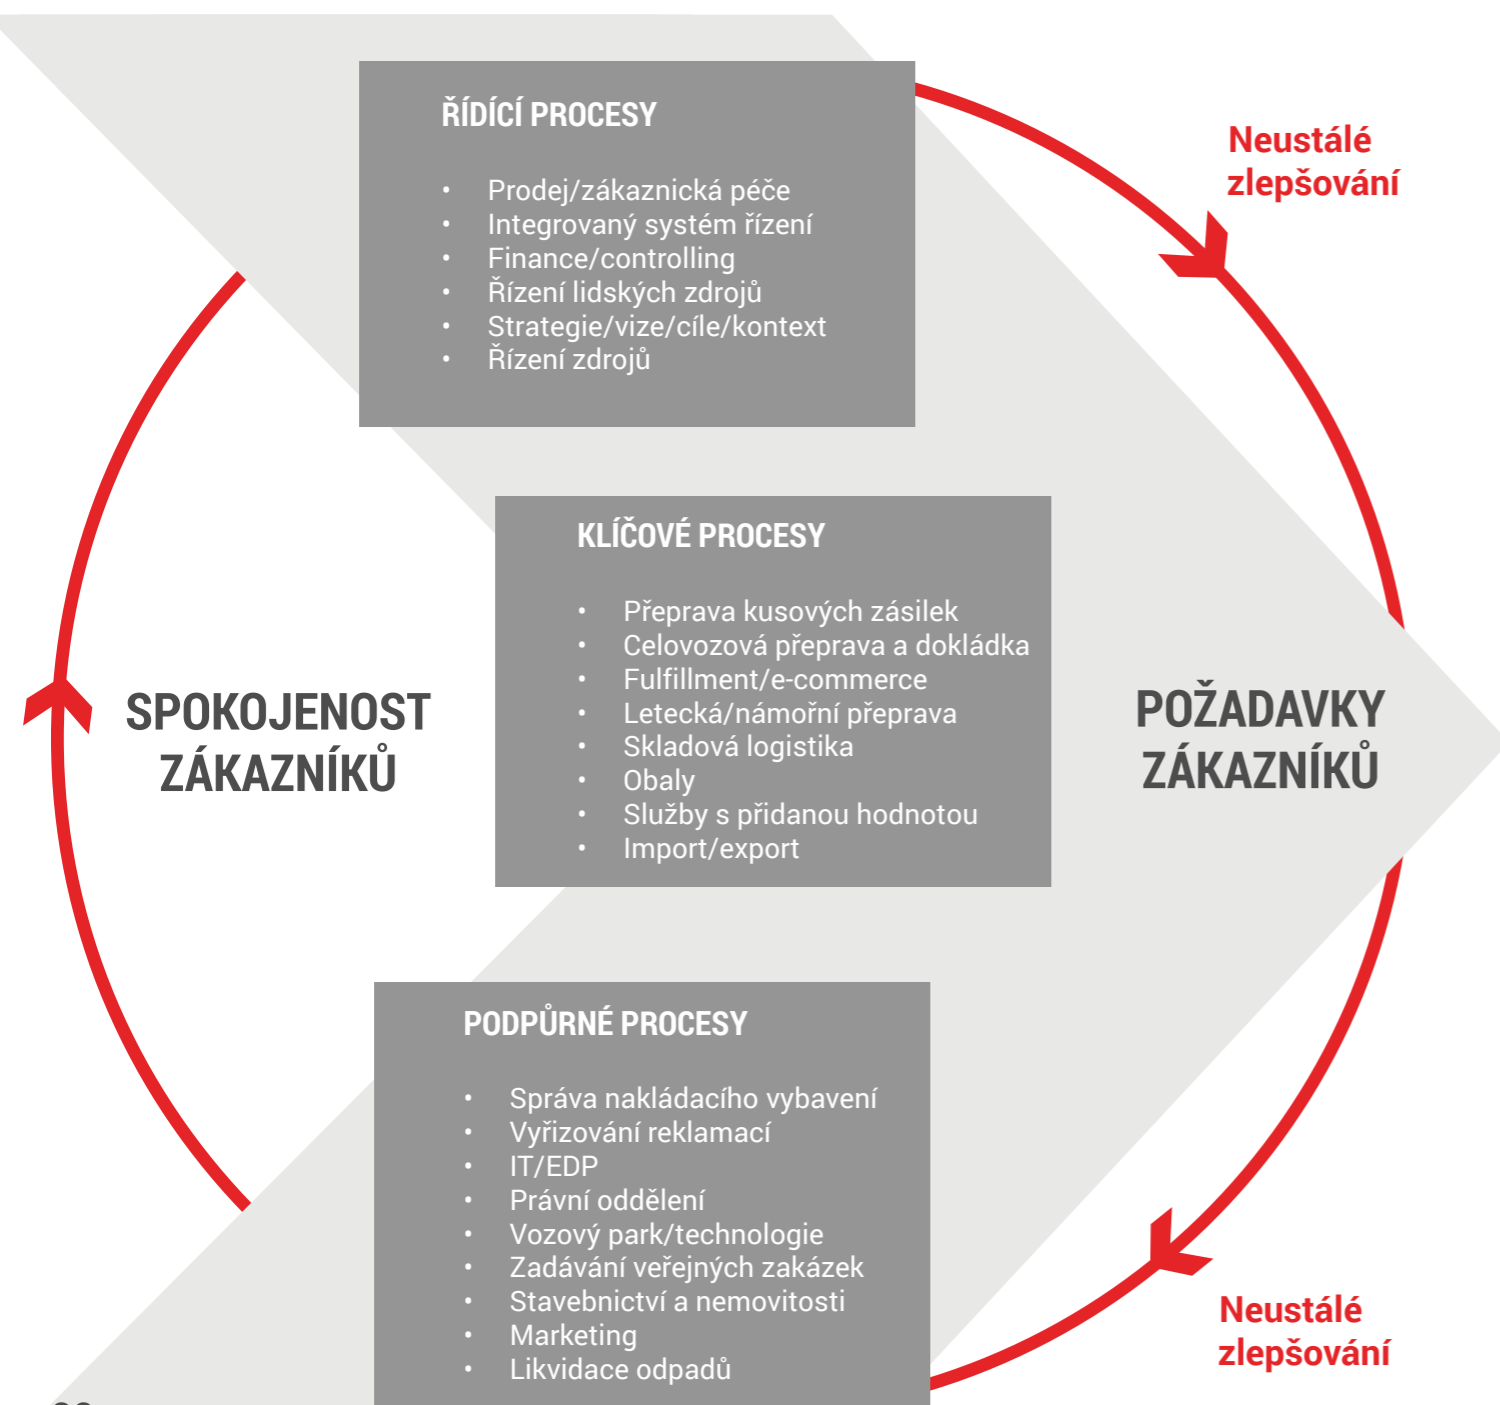 ŘÍDÍCÍ PROCESY
• Prodej/zákaznická péče
• Integrovaný systém řízení
• Finance/controlling
• Řízení lidských zdrojů
• Strategie/vize/cíle/kontext
• Řízení zdrojů
Neustálé
zlepšování
KLÍČOVÉ PROCESY
• Přeprava kusových zásilek
• Celovozová přeprava a dokládka
• Fulfillment/e-commerce
• Letecká/námořní přeprava
• Skladová logistika
• Obaly
• Služby s přidanou hodnotou
• Import/export
SPOKOJENOST
ZÁKAZNÍKŮ
POŽADAVKY
ZÁKAZNÍKŮ
PODPŮRNÉ PROCESY
• Správa nakládacího vybavení
• Vyřizování reklamací
• IT/EDP
• Právní oddělení
• Vozový park/technologie
• Zadávání veřejných zakázek
• Stavebnictví a nemovitosti
• Marketing
• Likvidace odpadů
Neustálé
zlepšování